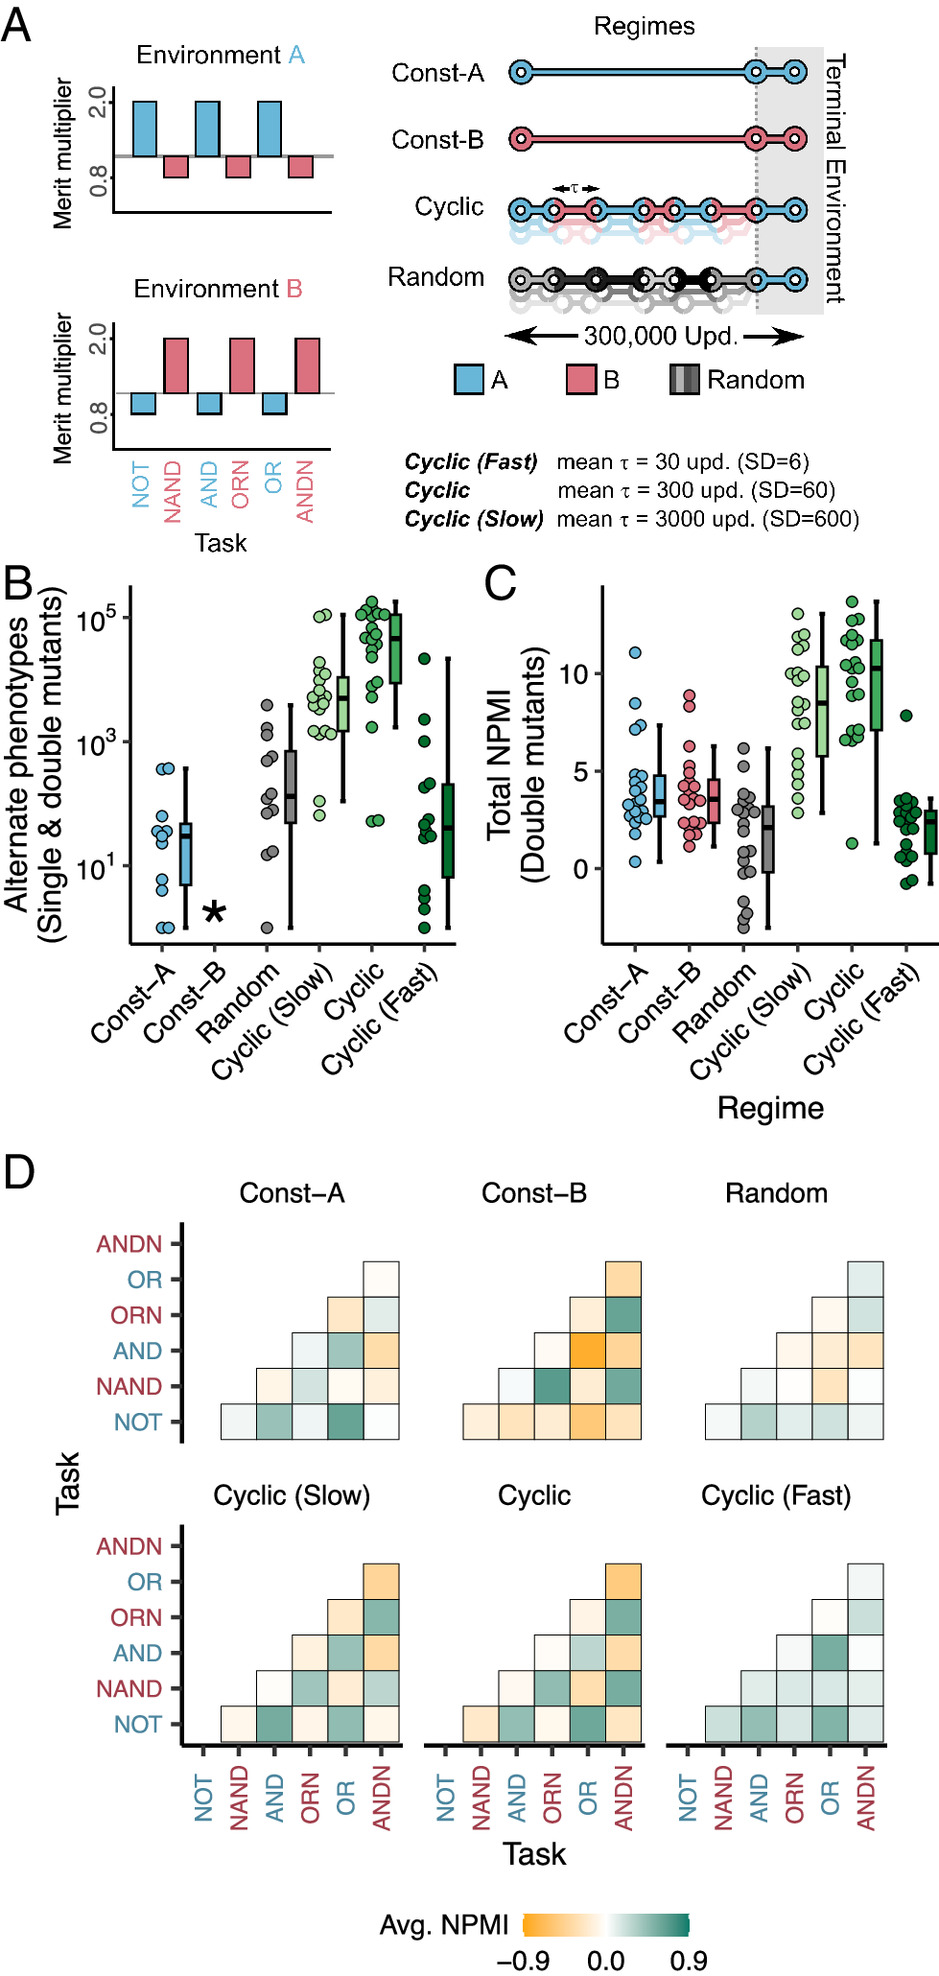 A
Environment A
Merit multiplier
2.0
0.8
Environment B
Merit multiplier
2.0
0.8
NOT
NAND
AND
ORN
OR
ANDN
Task
Regimes
Const-A
Const-B
Cyclic
τ
Random
Terminal Environment
300,000 Upd.
A
B
Random
Cyclic (Fast) mean τ = 30 upd. (SD=6)
Cyclic mean τ = 300 upd. (SD=60)
Cyclic (Slow) mean τ = 3000 upd. (SD=600)
B
Alternate phenotypes
(Single & double mutants)
10⁵
10³
10¹
*
Const−A
Const−B
Random
Cyclic (Slow)
Cyclic
Cyclic (Fast)
C
Total NPMI
(Double mutants)
10
5
0
Const−A
Const−B
Random
Cyclic (Slow)
Cyclic
Cyclic (Fast)
Regime
D
Const−A
Const−B
Random
ANDN
OR
ORN
AND
NAND
NOT
Task
Cyclic (Slow)
Cyclic
Cyclic (Fast)
ANDN
OR
ORN
AND
NAND
NOT
NOT
NAND
AND
ORN
OR
ANDN
NOT
NAND
AND
ORN
OR
ANDN
NOT
NAND
AND
ORN
OR
ANDN
Task
Avg. NPMI
−0.9 0.0 0.9